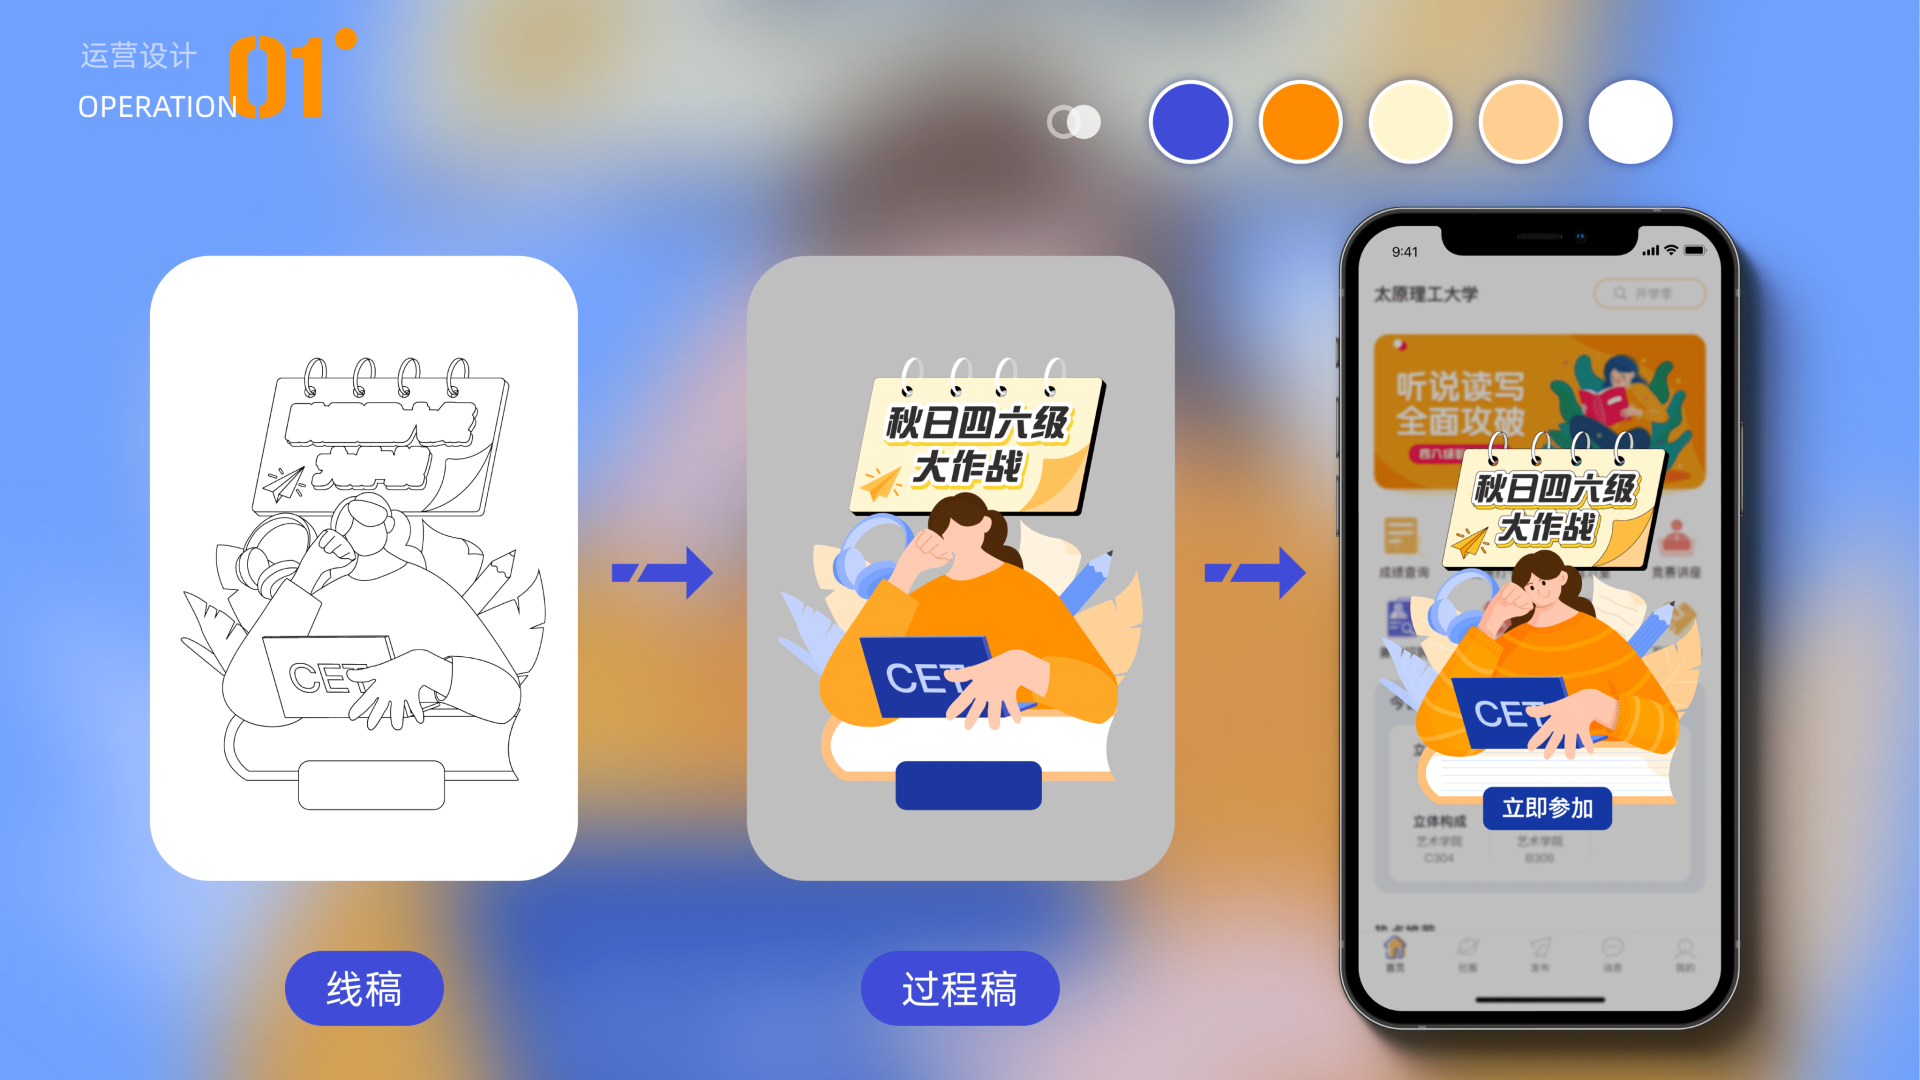 运营设计
OPERATION
01
CET
秋日四六级
大作战
CET
9:41
太原理工大学
开学季
听说读写
全面攻破
秋日四六级
大作战
成绩查询
竞赛讲座
CET
立即参加
立体构成
艺术学院
C304
艺术学院
B306
首页
社圈
发布
消息
我的
线稿
过程稿